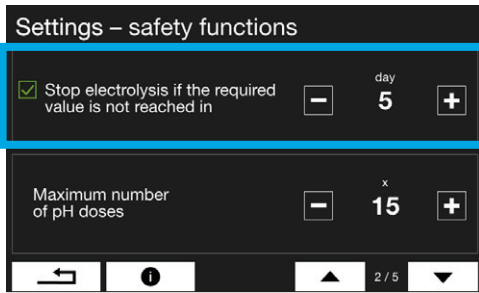 Settings – safety functions
Stop electrolysis if the required
value is not reached in
day
5
Maximum number
of pH doses
x
15
2 / 5